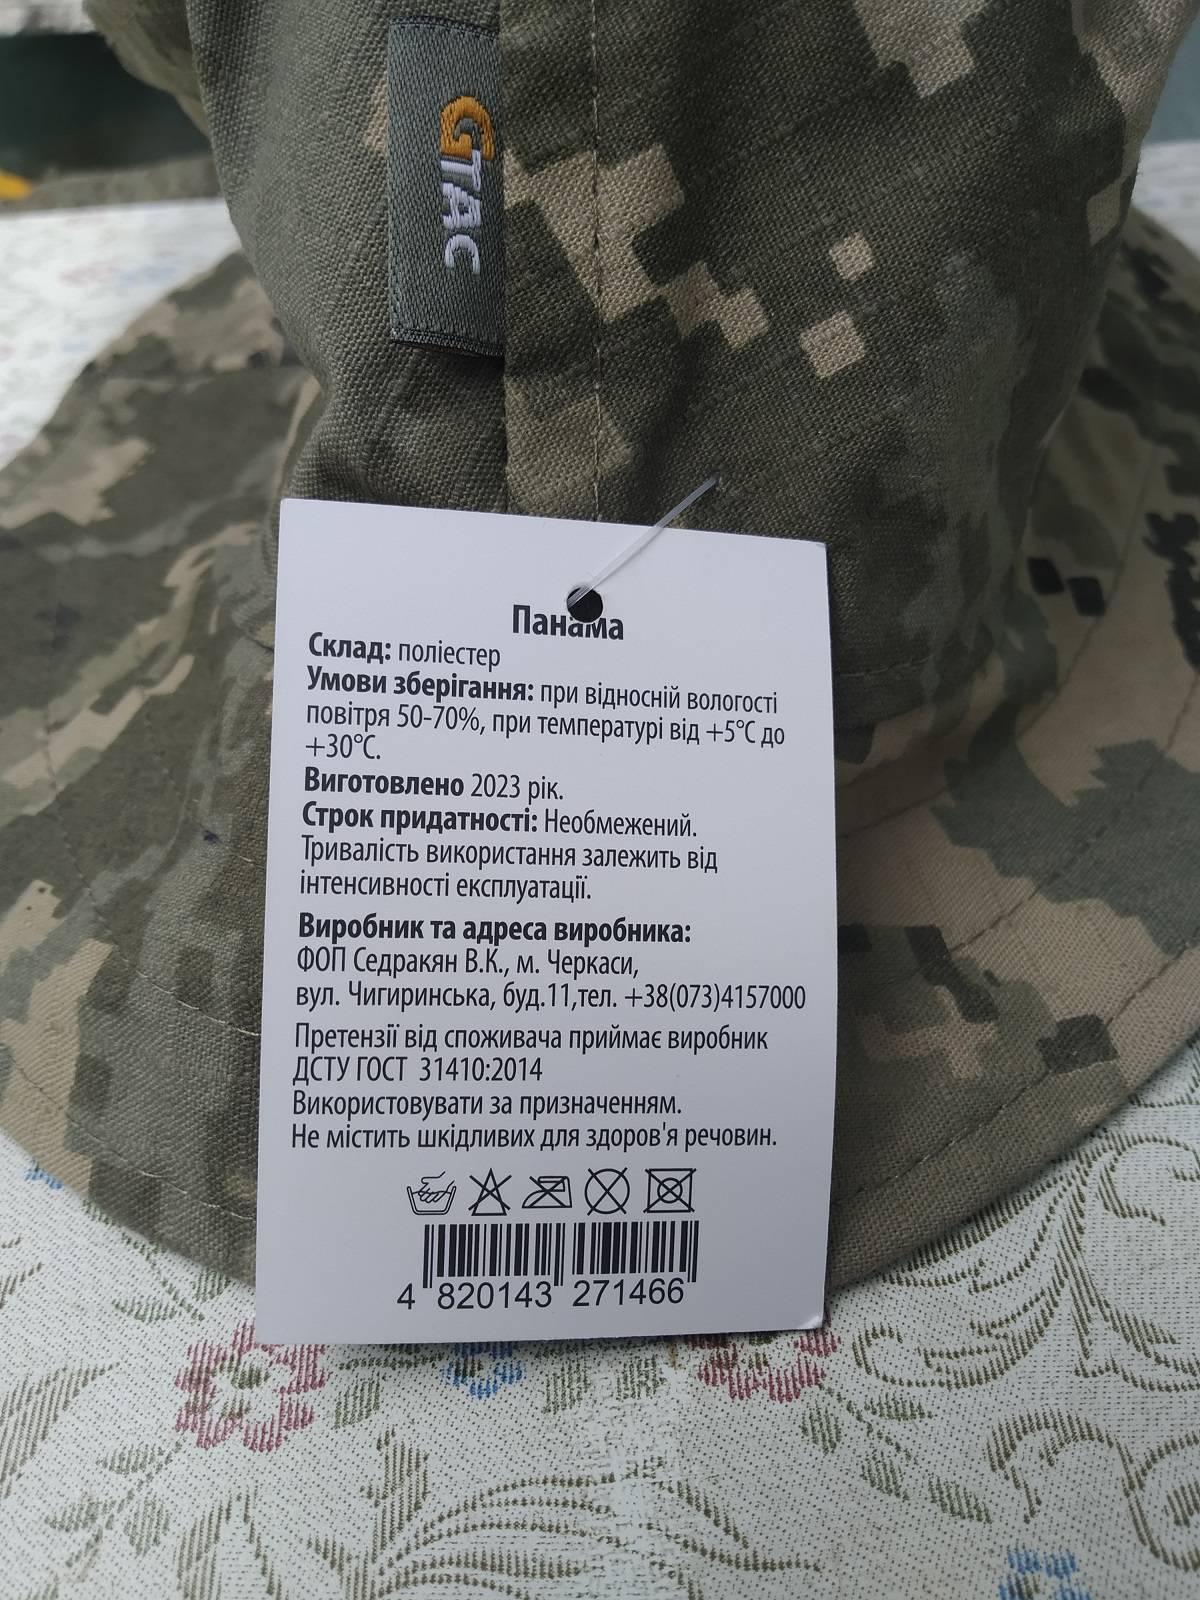 GTAC
Панама
Склад: поліестер
Умови зберігання: при відносній вологості
повітря 50-70%, при температурі від +5°C до
+30°C.
Виготовлено 2023 рік.
Строк придатності: Необмежений.
Тривалість використання залежить від
інтенсивності експлуатації.
Виробник та адреса виробника:
ФОП Седракян В.К., м. Черкаси,
вул. Чигиринська, буд.11,тел. +38(073)4157000
Претензії від споживача приймає виробник
ДСТУ ГОСТ 31410:2014
Використовувати за призначенням.
Не містить шкідливих для здоров'я речовин.
4 820143 271466